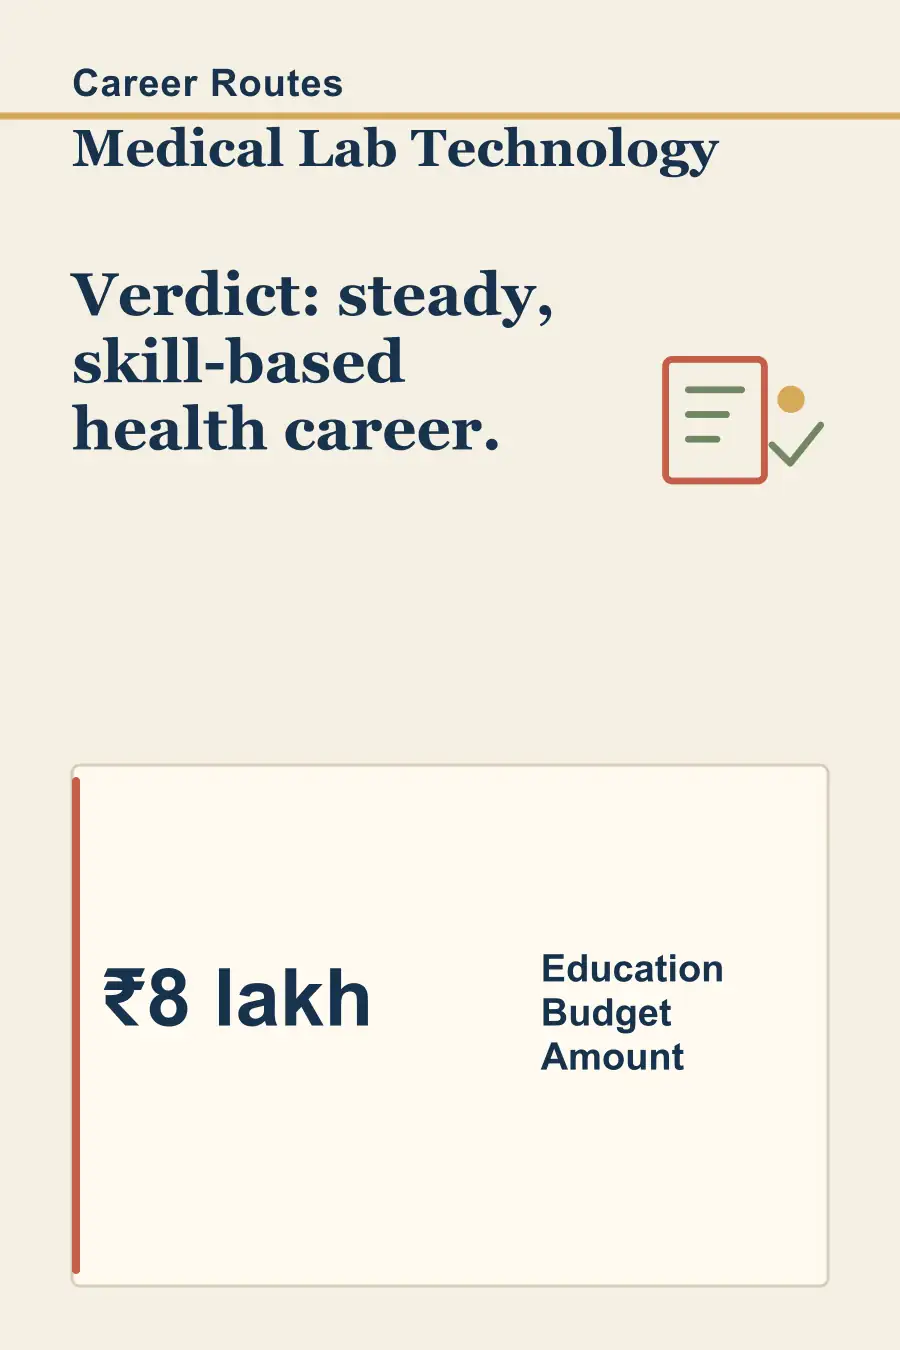 Career Routes
Medical Lab Technology
Verdict: steady,
skill-based
health career.
₹8 lakh
Education
Budget
Amount